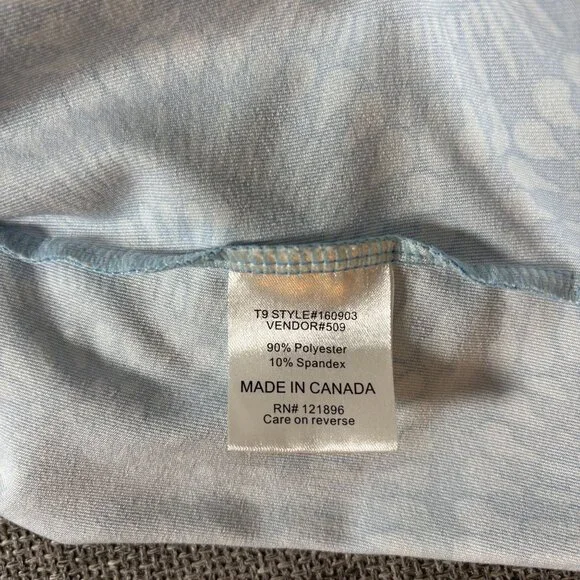 T9 STYLE#160903
VENDOR#509
90% Polyester
10% Spandex
MADE IN CANADA
RN# 121896
Care on reverse